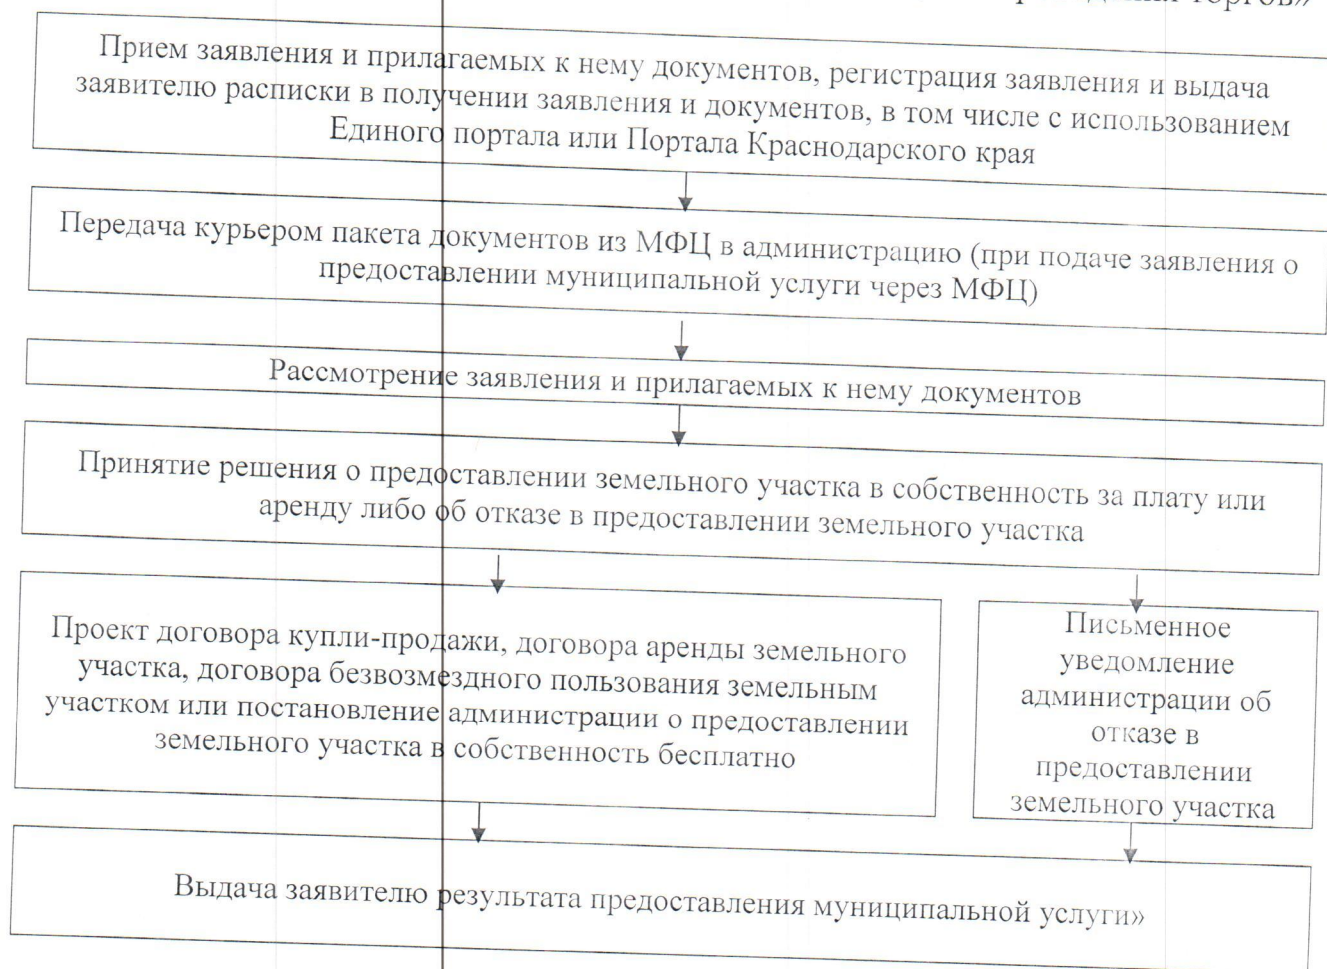 торгов»
Прием заявления и прилагаемых к нему документов, регистрация заявления и выдача
заявителю расписки в получении заявления и документов, в том числе с использованием
Единого портала или Портала Краснодарского края
Передача курьером пакета документов из МФЦ в администрацию (при подаче заявления о
предоставлении муниципальной услуги через МФЦ)
Рассмотрение заявления и прилагаемых к нему документов
Принятие решения о предоставлении земельного участка в собственность за плату или
аренду либо об отказе в предоставлении земельного участка
Проект договора купли-продажи, договора аренды земельного
участка, договора безвозмездного пользования земельным
участком или постановление администрации о предоставлении
земельного участка в собственность бесплатно
Письменное
уведомление
администрации об
отказе в
предоставлении
земельного участка
Выдача заявителю результата предоставления муниципальной услуги»